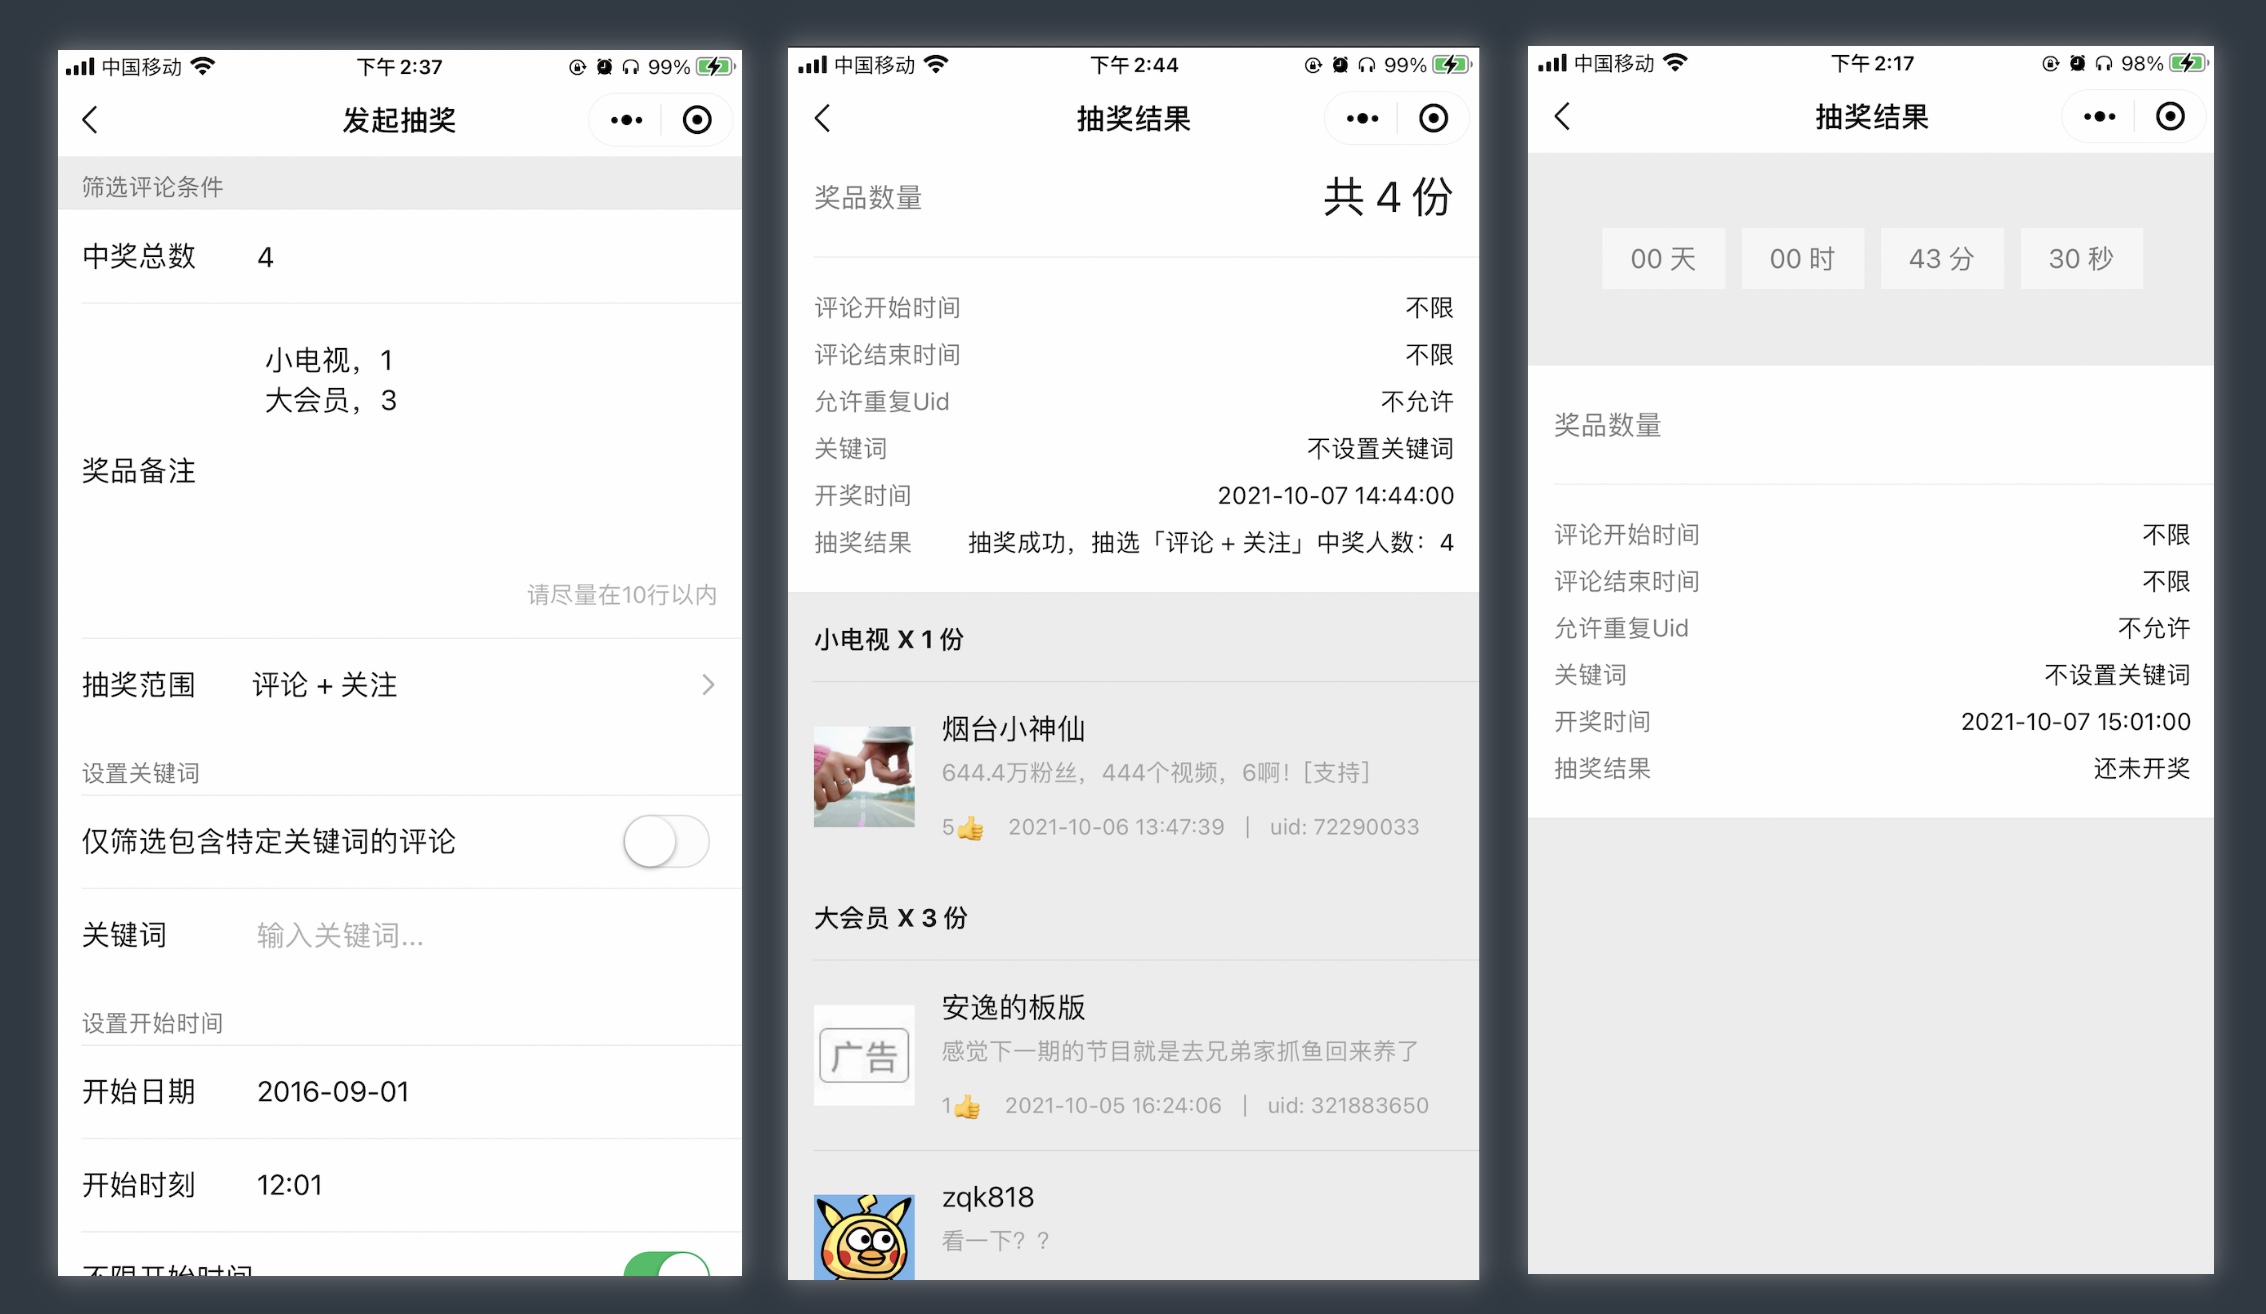 中国移动
下午2:37
99%
发起抽奖
筛选评论条件
中奖总数 4
小电视，1
大会员，3
奖品备注
请尽量在10行以内
抽奖范围 评论 + 关注
设置关键词
仅筛选包含特定关键词的评论
关键词 输入关键词...
设置开始时间
开始日期 2016-09-01
开始时刻 12:01
不限开始时间
中国移动
下午2:44
99%
抽奖结果
奖品数量 共 4 份
评论开始时间 不限
评论结束时间 不限
允许重复Uid 不允许
关键词 不设置关键词
开奖时间 2021-10-07 14:44:00
抽奖结果 抽奖成功，抽选「评论 + 关注」中奖人数：4
小电视 X 1 份
烟台小神仙
644.4万粉丝，444个视频，6啊！[支持]
5👍 2021-10-06 13:47:39 | uid: 72290033
大会员 X 3 份
广告
安逸的板版
感觉下一期的节目就是去兄弟家抓鱼回来养了
1👍 2021-10-05 16:24:06 | uid: 321883650
zqk818
看一下？？
中国移动
下午2:17
98%
抽奖结果
00 天 00 时 43 分 30 秒
奖品数量
评论开始时间 不限
评论结束时间 不限
允许重复Uid 不允许
关键词 不设置关键词
开奖时间 2021-10-07 15:01:00
抽奖结果 还未开奖